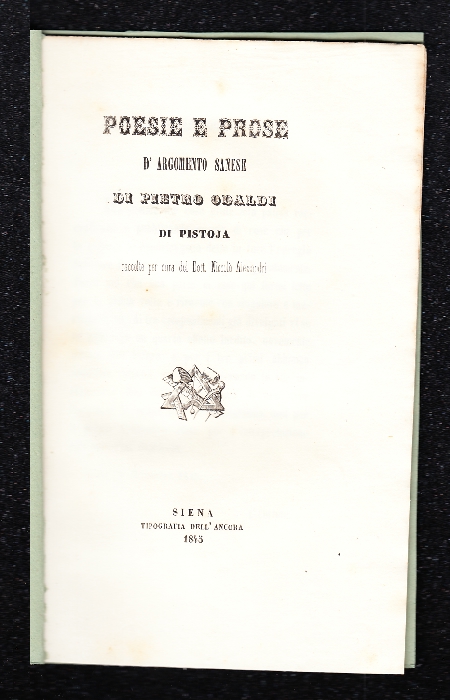 POESIE E PROSE
D' ARGOMENTO SANESE
DI PIETRO ODALDI
DI PISTOJA
raccolte per cura del Dott. Niccolò
SIENA
TIPOGRAFIA DELL' ANCORA
1845